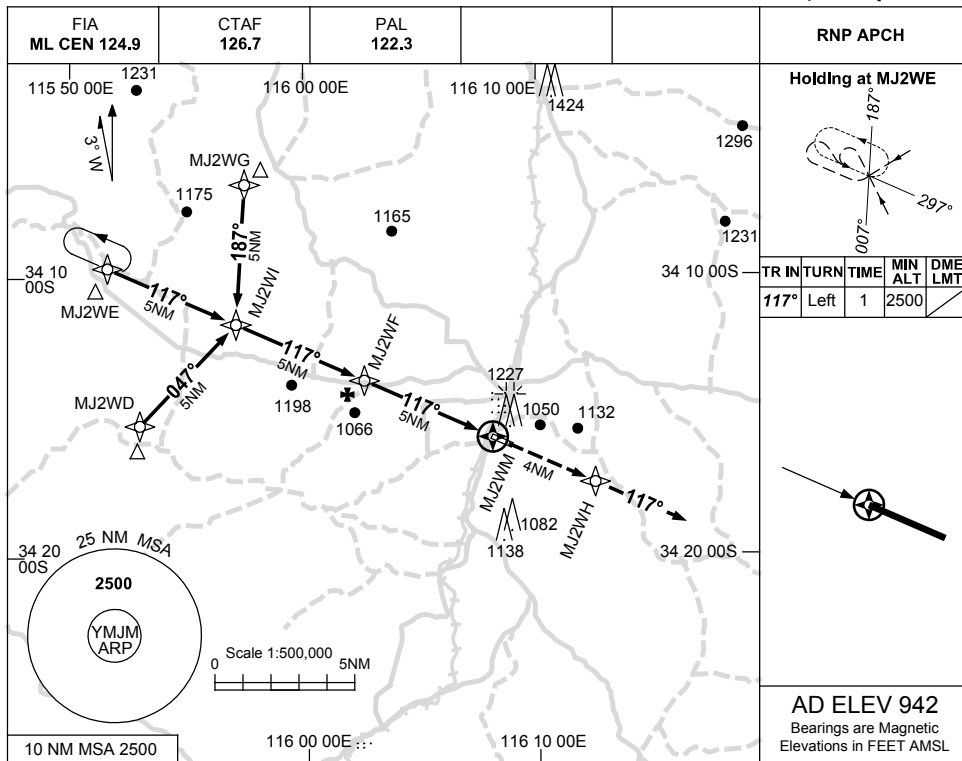 FIA
ML CEN 124.9
CTAF
126.7
PAL
122.3
RNP APCH
115 50 00E
1231
116 00 00E
116 10 00E
1424
1296
3° W
MJ2WG
1175
187°
5NM
1165
1231
34 10
00S
34 10 00S
MJ2WE
117°
5NM
MJ2WI
117°
5NM
MJ2WF
047°
5NM
MJ2WD
1198
1066
117°
5NM
1227
1050
1132
MJ2WM
4NM
MJ2WH
117°
1082
1138
34 20
00S
34 20 00S
25 NM MSA
2500
YMJM
ARP
Scale 1:500,000
0
5NM
10 NM MSA 2500
116 00 00E
116 10 00E
Holding at MJ2WE
187°
297°
007°
TR IN
TURN
TIME
MIN
ALT
DME
LMT
117°
Left
1
2500
AD ELEV 942
Bearings are Magnetic
Elevations in FEET AMSL